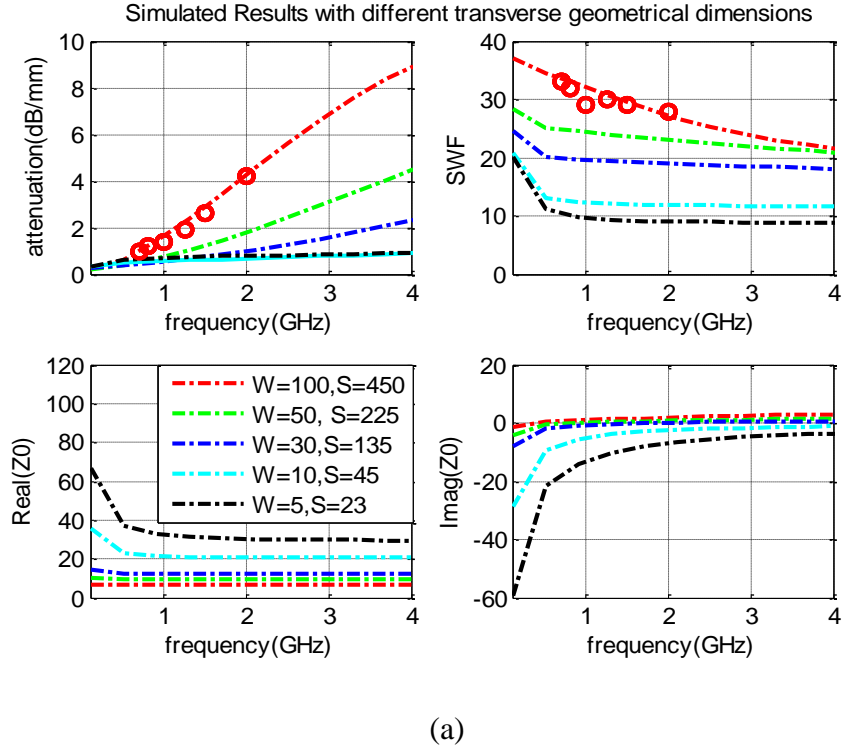 Simulated Results with different transverse geometrical dimensions
10
8
6
4
2
0
attenuation(dB/mm)
1
2
3
4
frequency(GHz)
40
30
20
10
0
SWF
1
2
3
4
frequency(GHz)
120
100
80
60
40
20
0
Real(Z0)
W=100,S=450
W=50, S=225
W=30,S=135
W=10,S=45
W=5,S=23
1
2
3
4
frequency(GHz)
20
0
-20
-40
-60
Imag(Z0)
1
2
3
4
frequency(GHz)
(a)